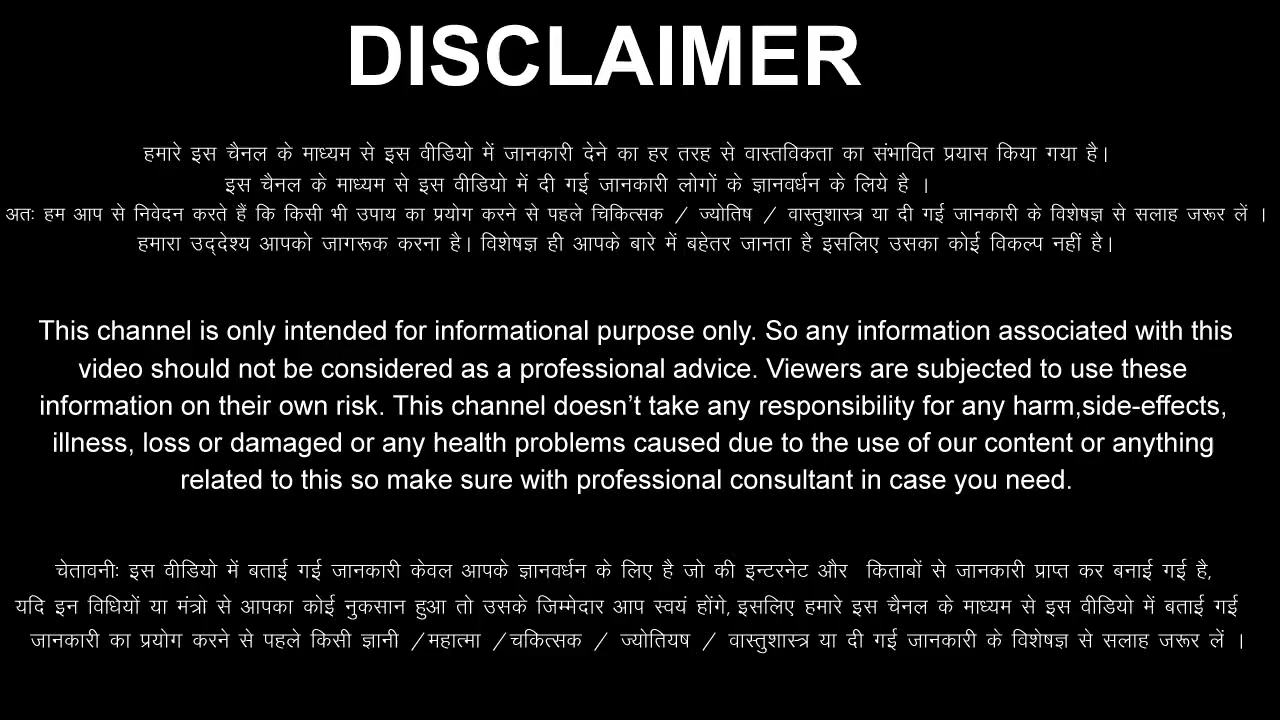 DISCLAIMER
हमारे इस चैनल के माध्यम से इस वीडियो में जानकारी देने का हर तरह से वास्तविकता का संभावित प्रयास किया गया है।
इस चैनल के माध्यम से इस वीडियो में दी गई जानकारी लोगों के ज्ञानवर्धन के लिये है ।
अतः हम आप से निवेदन करते हैं कि किसी भी उपाय का प्रयोग करने से पहले चिकित्सक / ज्योतिष / वास्तुशास्त्र या दी गई जानकारी के विशेषज्ञ से सलाह जरूर लें ।
हमारा उद्देश्य आपको जागरूक करना है। विशेषज्ञ ही आपके बारे में बहेतर जानता है इसलिए उसका कोई विकल्प नहीं है।
This channel is only intended for informational purpose only. So any information associated with this
video should not be considered as a professional advice. Viewers are subjected to use these
information on their own risk. This channel doesn’t take any responsibility for any harm,side-effects,
illness, loss or damaged or any health problems caused due to the use of our content or anything
related to this so make sure with professional consultant in case you need.
चेतावनीः इस वीडियो में बताई गई जानकारी केवल आपके ज्ञानवर्धन के लिए है जो की इन्टरनेट और किताबों से जानकारी प्राप्त कर बनाई गई है,
यदि इन विधियों या मंत्रो से आपका कोई नुकसान हुआ तो उसके जिम्मेदार आप स्वयं होंगे, इसलिए हमारे इस चैनल के माध्यम से इस वीडियो में बताई गई
जानकारी का प्रयोग करने से पहले किसी ज्ञानी /महात्मा /चकित्सक / ज्योतियष / वास्तुशास्त्र या दी गई जानकारी के विशेषज्ञ से सलाह जरूर लें ।